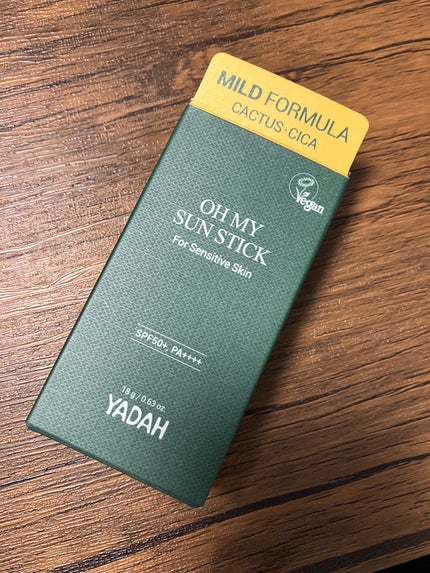 MILD FORMULA
CACTUS·CICA
Vegan
OH MY
SUN STICK
For Sensitive Skin
SPF50+, PA++++
18 g / 0.63 oz.
YADAH